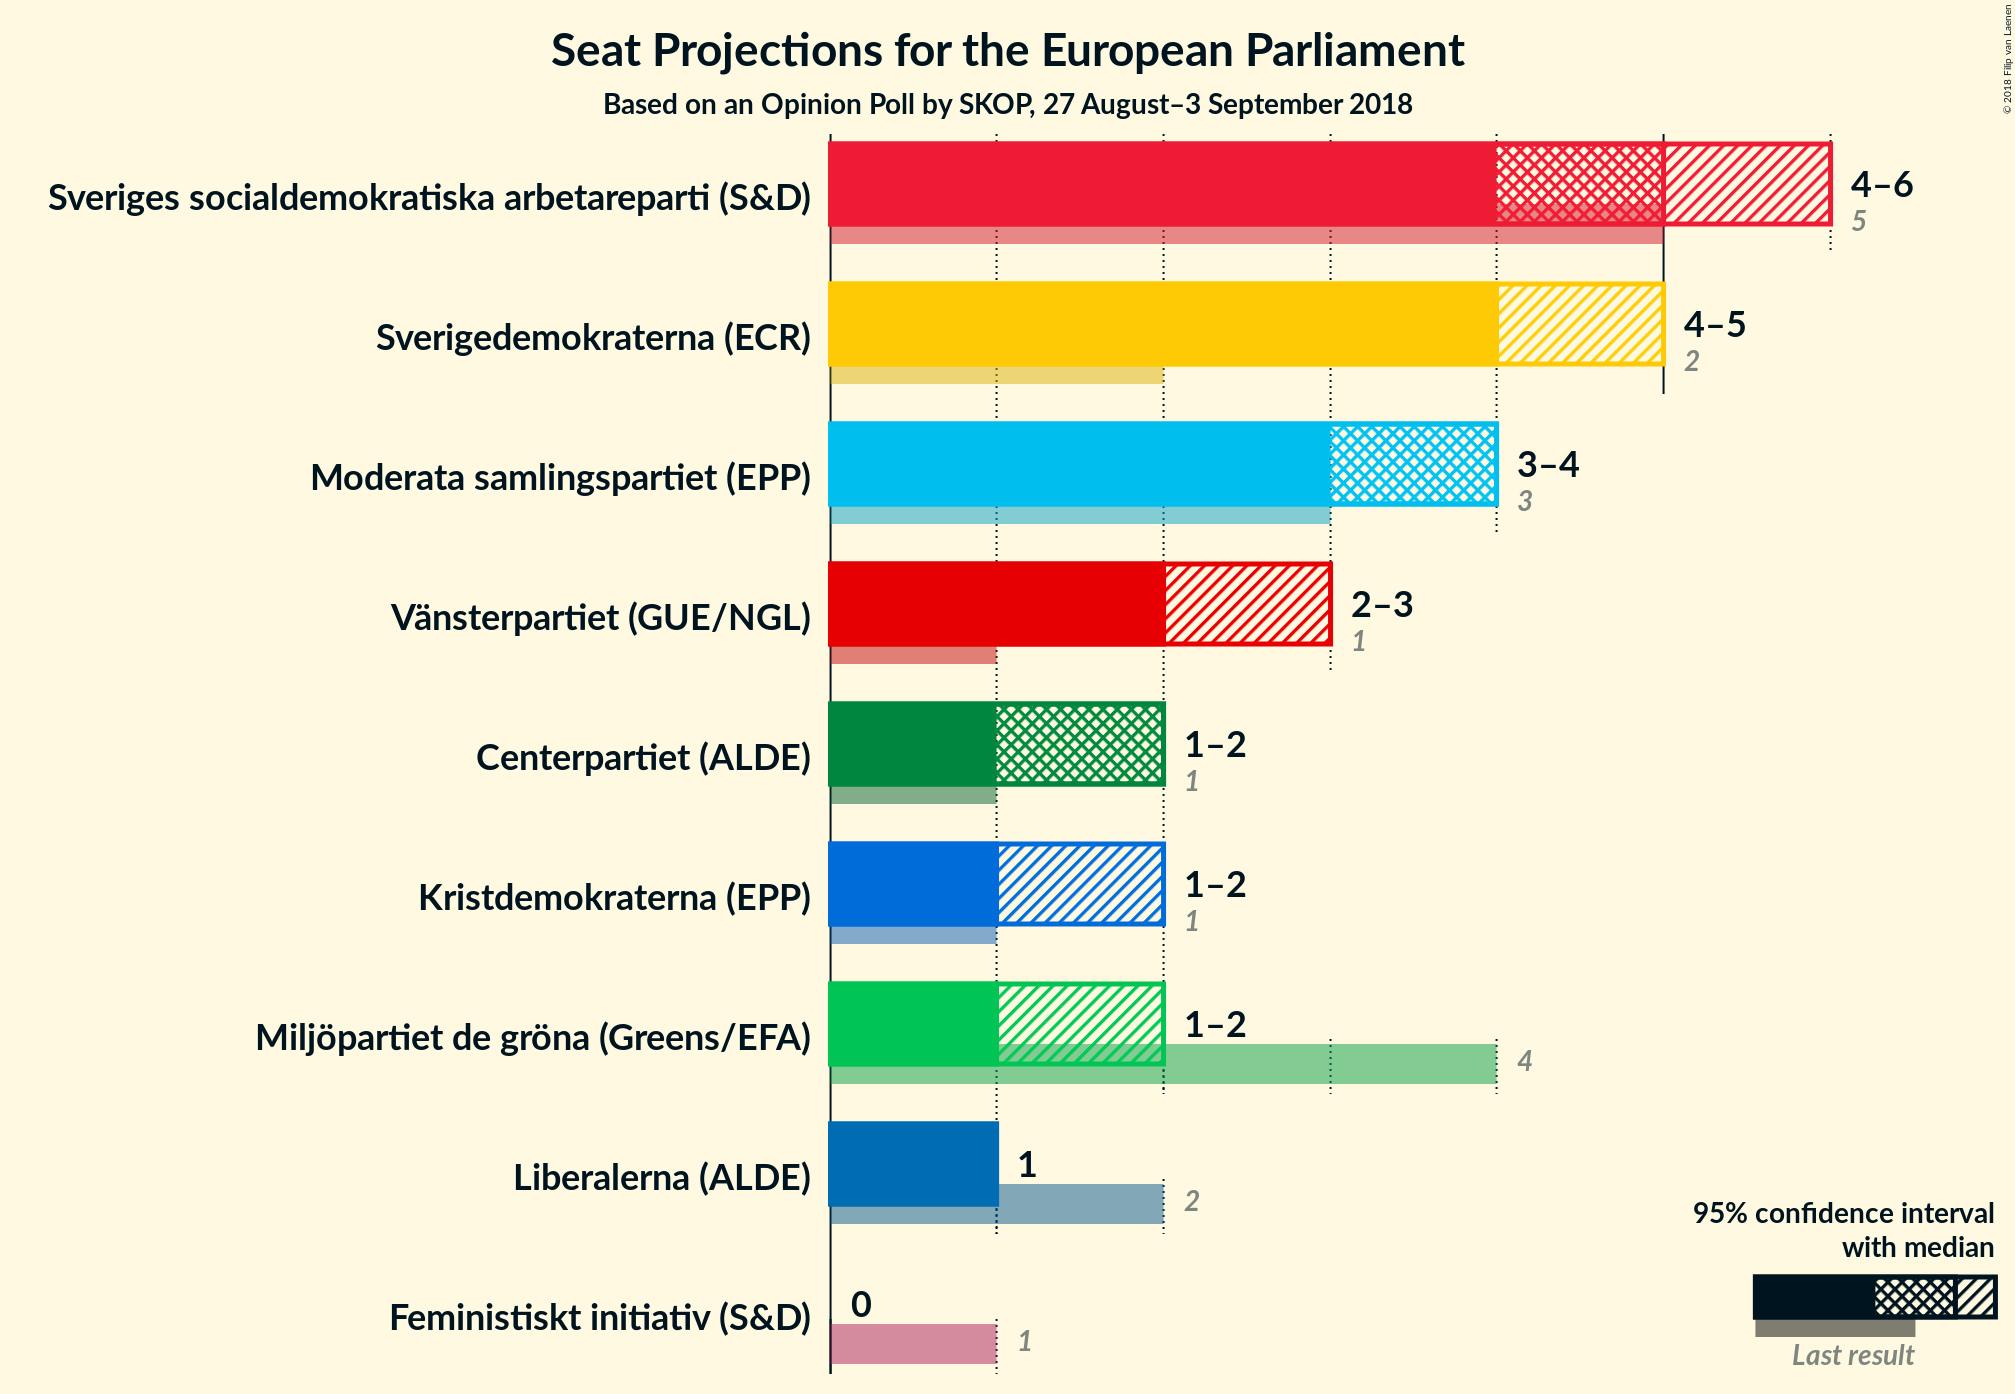 Seat Projections for the European Parliament
Based on an Opinion Poll by SKOP, 27 August–3 September 2018
© 2018 Filip van Laenen
Sveriges socialdemokratiska arbetareparti (S&D)
4–6
5
Sverigedemokraterna (ECR)
4–5
2
Moderata samlingspartiet (EPP)
3–4
3
Vänsterpartiet (GUE/NGL)
2–3
1
Centerpartiet (ALDE)
1–2
1
Kristdemokraterna (EPP)
1–2
1
Miljöpartiet de gröna (Greens/EFA)
1–2
4
Liberalerna (ALDE)
1
2
Feministiskt initiativ (S&D)
0
1
95% confidence interval
with median
Last result